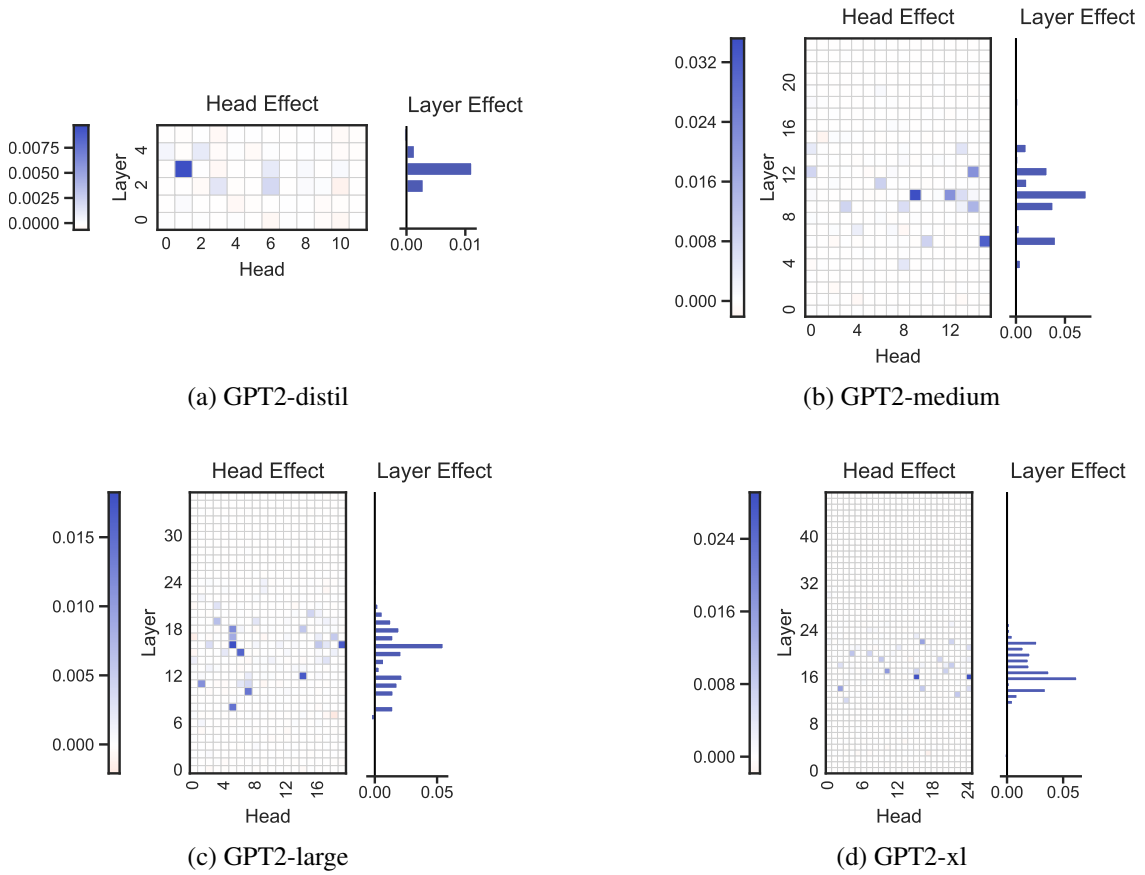 Head Effect
Layer Effect
0.0075
0.0050
0.0025
0.0000
Layer
4
2
0
0 2 4 6 8 10
Head
0.00 0.01
(a) GPT2-distil
Head Effect
Layer Effect
0.032
0.024
0.016
0.008
0.000
Layer
20
16
12
8
4
0
0 4 8 12
Head
0.00 0.05
(b) GPT2-medium
Head Effect
Layer Effect
0.015
0.010
0.005
0.000
Layer
30
24
18
12
6
0
0 4 8 12 16
Head
0.00 0.05
(c) GPT2-large
Head Effect
Layer Effect
0.024
0.016
0.008
0.000
Layer
40
32
24
16
8
0
0 6 12 18 24
Head
0.00 0.05
(d) GPT2-xl